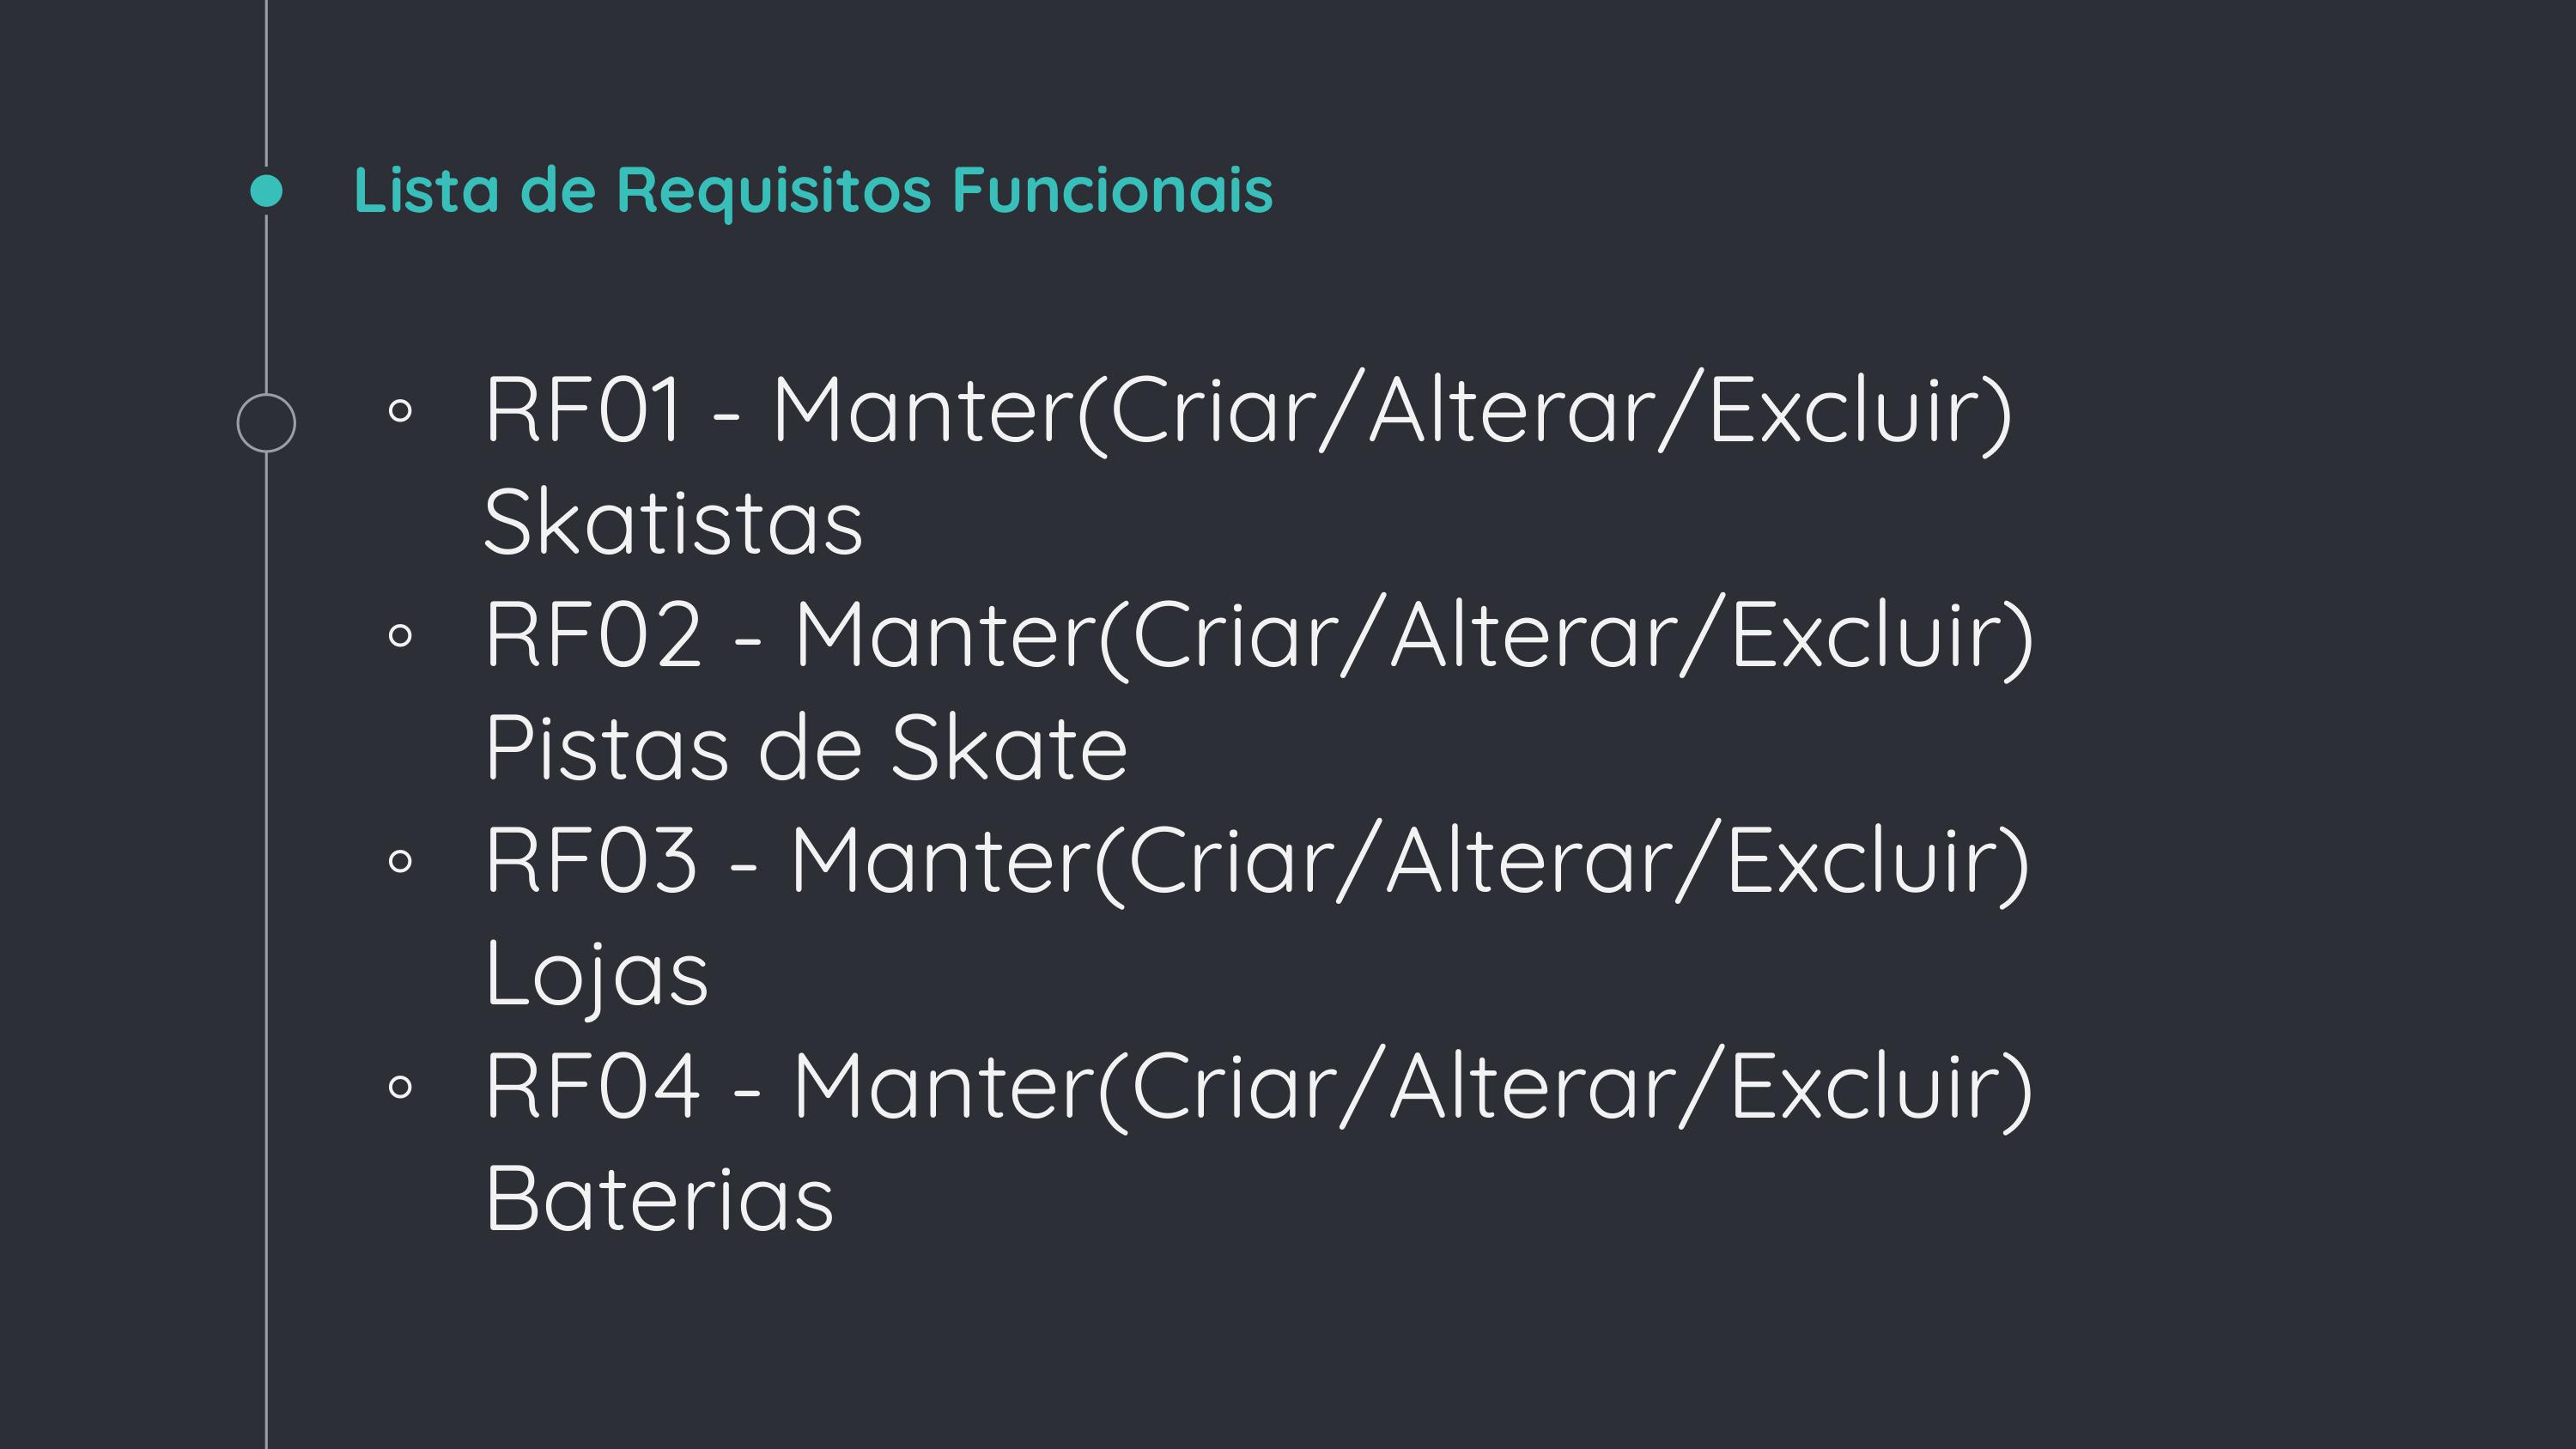 Lista de Requisitos Funcionais
RF01 - Manter(Criar/Alterar/Excluir)
Skatistas
RF02 - Manter(Criar/Alterar/Excluir)
Pistas de Skate
RF03 - Manter(Criar/Alterar/Excluir)
Lojas
RF04 - Manter(Criar/Alterar/Excluir)
Baterias